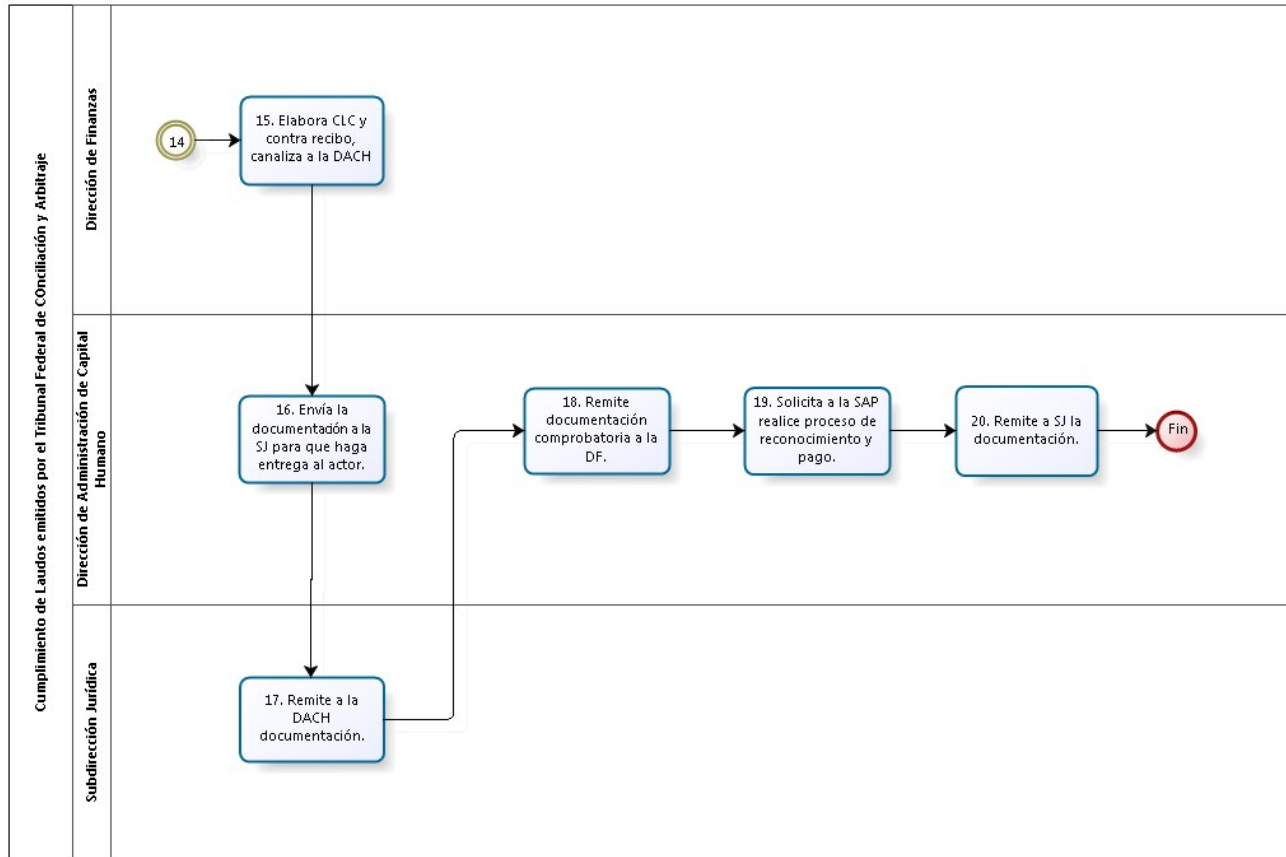 Cumplimiento de Laudos emitidos por el Tribunal Federal de COnciliación y Arbitraje
Dirección de Finanzas
14
15. Elabora CLC y
contra recibo,
canaliza a la DACH
Dirección de Administración de Capital
Humano
16. Envía la
documentación a la
SJ para que haga
entrega al actor.
18. Remite
documentación
comprobatoria a la
DF.
19. Solicita a la SAP
realice proceso de
reconocimiento y
pago.
20. Remite a SJ la
documentación.
Fin
Subdirección Jurídica
17. Remite a la
DACH
documentación.